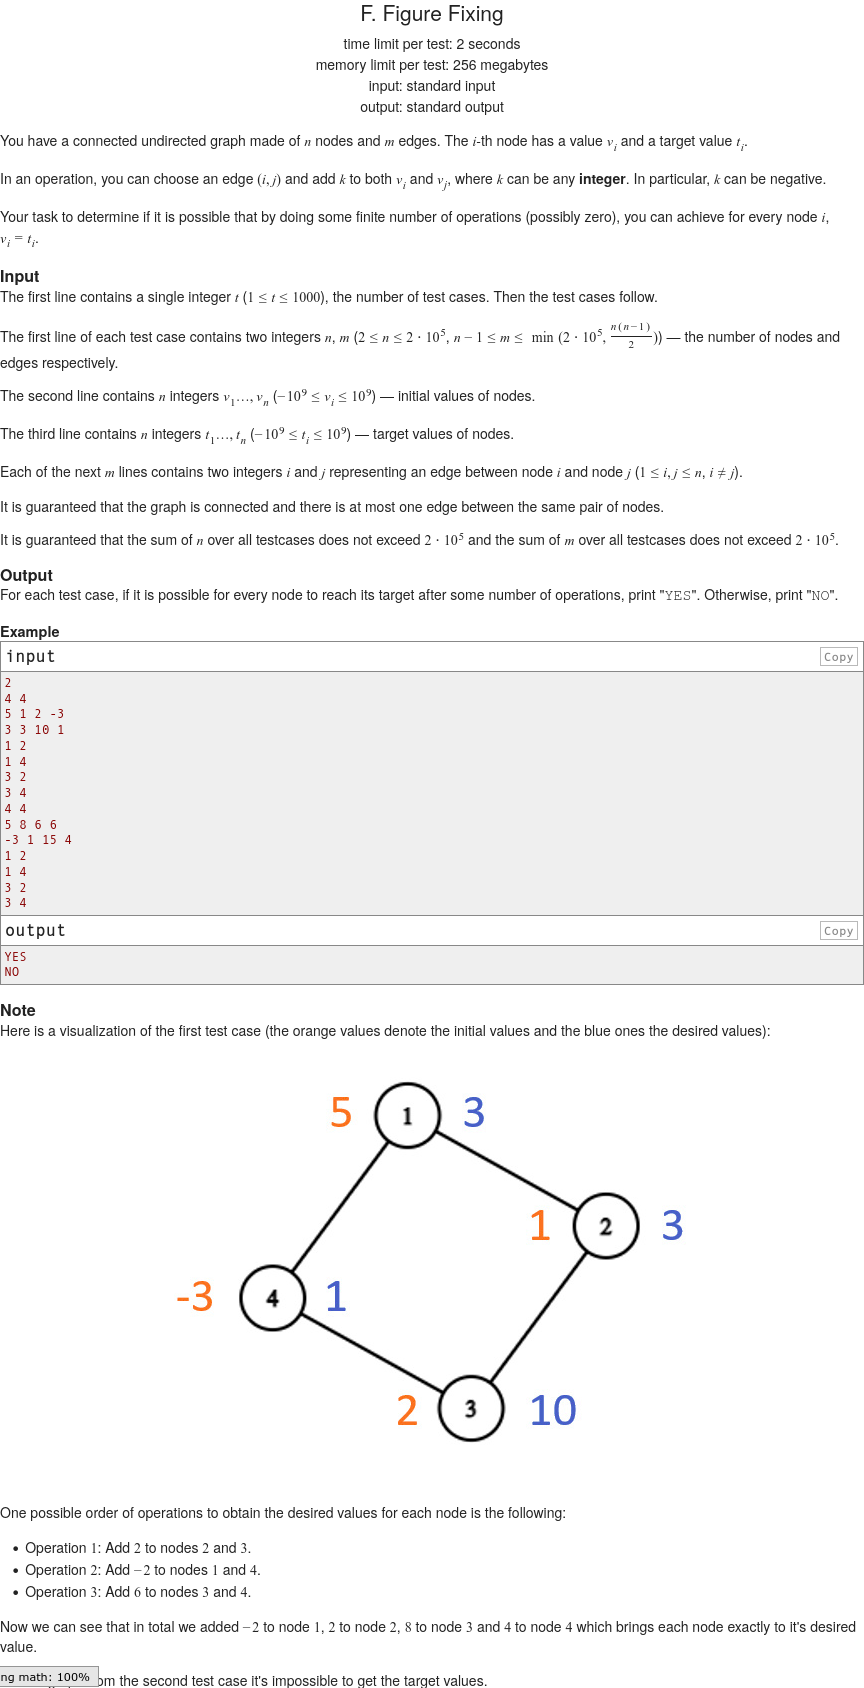 F. Figure Fixing
time limit per test: 2 seconds
memory limit per test: 256 megabytes
input: standard input
output: standard output
You have a connected undirected graph made of n nodes and m edges. The i-th node has a value v_i and a target value t_i.
In an operation, you can choose an edge (i, j) and add k to both v_i and v_j, where k can be any integer. In particular, k can be negative.
Your task to determine if it is possible that by doing some finite number of operations (possibly zero), you can achieve for every node i,
v_i = t_i.
Input
The first line contains a single integer t (1 ≤ t ≤ 1000), the number of test cases. Then the test cases follow.
The first line of each test case contains two integers n, m (2 ≤ n ≤ 2 · 10^5, n − 1 ≤ m ≤ min (2 · 10^5, n(n−1)/2)) — the number of nodes and
edges respectively.
The second line contains n integers v_1…, v_n (−10^9 ≤ v_i ≤ 10^9) — initial values of nodes.
The third line contains n integers t_1…, t_n (−10^9 ≤ t_i ≤ 10^9) — target values of nodes.
Each of the next m lines contains two integers i and j representing an edge between node i and node j (1 ≤ i, j ≤ n, i ≠ j).
It is guaranteed that the graph is connected and there is at most one edge between the same pair of nodes.
It is guaranteed that the sum of n over all testcases does not exceed 2 · 10^5 and the sum of m over all testcases does not exceed 2 · 10^5.
Output
For each test case, if it is possible for every node to reach its target after some number of operations, print "YES". Otherwise, print "NO".
Example
input Copy
2
4 4
5 1 2 -3
3 3 10 1
1 2
1 4
3 2
3 4
4 4
5 8 6 6
-3 1 15 4
1 2
1 4
3 2
3 4
output Copy
YES
NO
Note
Here is a visualization of the first test case (the orange values denote the initial values and the blue ones the desired values):
5 1 3
1 2 3
-3 4 1
2 3 10
One possible order of operations to obtain the desired values for each node is the following:
• Operation 1: Add 2 to nodes 2 and 3.
• Operation 2: Add −2 to nodes 1 and 4.
• Operation 3: Add 6 to nodes 3 and 4.
Now we can see that in total we added −2 to node 1, 2 to node 2, 8 to node 3 and 4 to node 4 which brings each node exactly to it's desired
value.
ng math: 100%
om the second test case it's impossible to get the target values.